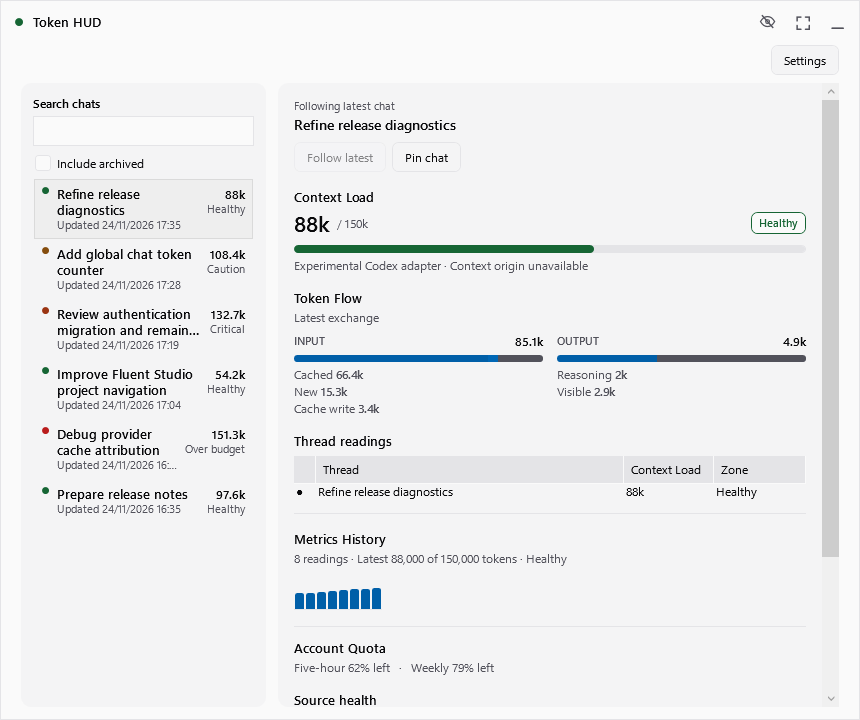 Token HUD
Settings
Search chats
Include archived
Refine release 88k
diagnostics Healthy
Updated 24/11/2026 17:35
Add global chat token 108.4k
counter Caution
Updated 24/11/2026 17:28
Review authentication 132.7k
migration and remain... Critical
Updated 24/11/2026 17:19
Improve Fluent Studio 54.2k
project navigation Healthy
Updated 24/11/2026 17:04
Debug provider 151.3k
cache attribution Over budget
Updated 24/11/2026 16:...
Prepare release notes 97.6k
Updated 24/11/2026 16:35 Healthy
Following latest chat
Refine release diagnostics
Follow latest Pin chat
Context Load
88k / 150k Healthy
Experimental Codex adapter · Context origin unavailable
Token Flow
Latest exchange
INPUT 85.1k OUTPUT 4.9k
Cached 66.4k Reasoning 2k
New 15.3k Visible 2.9k
Cache write 3.4k
Thread readings
Thread Context Load Zone
Refine release diagnostics 88k Healthy
Metrics History
8 readings · Latest 88,000 of 150,000 tokens · Healthy
Account Quota
Five-hour 62% left · Weekly 79% left
Source health